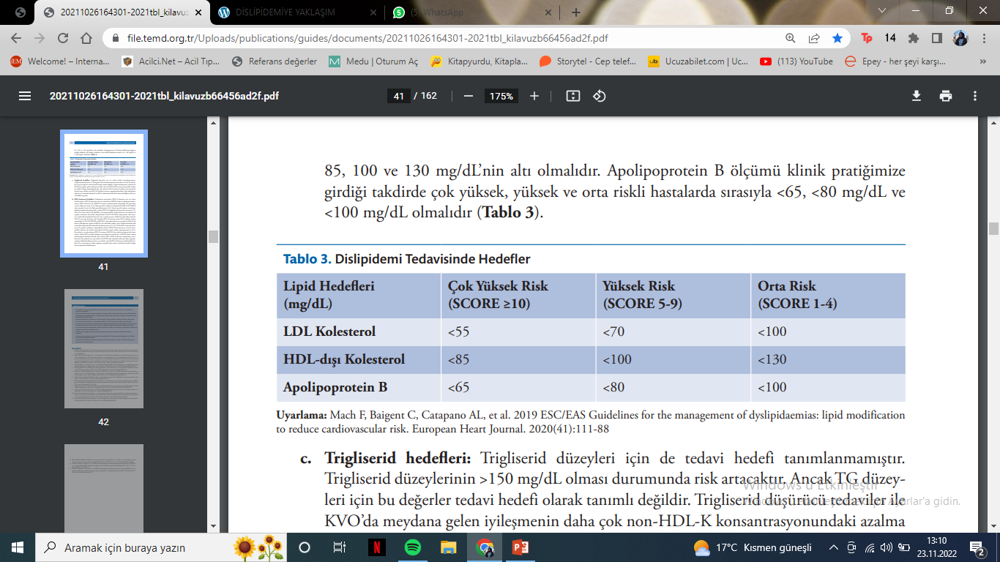 20211026164301-2021tbl_kilavuz
DİSLİPİDEMİYE YAKLAŞIM
(5) WhatsApp
file.temd.org.tr/Uploads/publications/guides/documents/20211026164301-2021tbl_kilavuzb66456ad2f.pdf
Tp
14
Welcome! – Interna...
Acilci.Net – Acil Tıp...
Referans değerler
Medu | Oturum Aç
Kitapyurdu, Kitapla...
Storytel - Cep telef...
Ucuzabilet.com | Uc...
(113) YouTube
Epey - her şeyi karşı...
»
20211026164301-2021tbl_kilavuzb66456ad2f.pdf
41 / 162
175%
41
42
85, 100 ve 130 mg/dL'nin altı olmalıdır. Apolipoprotein B ölçümü klinik pratiğimize
girdiği takdirde çok yüksek, yüksek ve orta riskli hastalarda sırasıyla <65, <80 mg/dL ve
<100 mg/dL olmalıdır (Tablo 3).
Tablo 3. Dislipidemi Tedavisinde Hedefler
Lipid Hedefleri (mg/dL) Çok Yüksek Risk (SCORE ≥10) Yüksek Risk (SCORE 5-9) Orta Risk (SCORE 1-4)
LDL Kolesterol <55 <70 <100
HDL-dışı Kolesterol <85 <100 <130
Apolipoprotein B <65 <80 <100
Uyarlama: Mach F, Baigent C, Catapano AL, et al. 2019 ESC/EAS Guidelines for the management of dyslipidaemias: lipid modification
to reduce cardiovascular risk. European Heart Journal. 2020(41):111-88
c. Trigliserid hedefleri: Trigliserid düzeyleri için de tedavi hedefi tanımlanmamıştır.
Trigliserid düzeylerinin >150 mg/dL olması durumunda risk artacaktır. Ancak TG düzey-
leri için bu değerler tedavi hedefi olarak tanımlı değildir. Trigliserid düşürücü tedaviler ile
KVO'da meydana gelen iyileşmenin daha çok non-HDL-K konsantrasyonundaki azalma
Windows'u Etkinleştir
Ayarlar'a gidin.
Aramak için buraya yazın
17°C Kısmen güneşli
13:10
23.11.2022
2